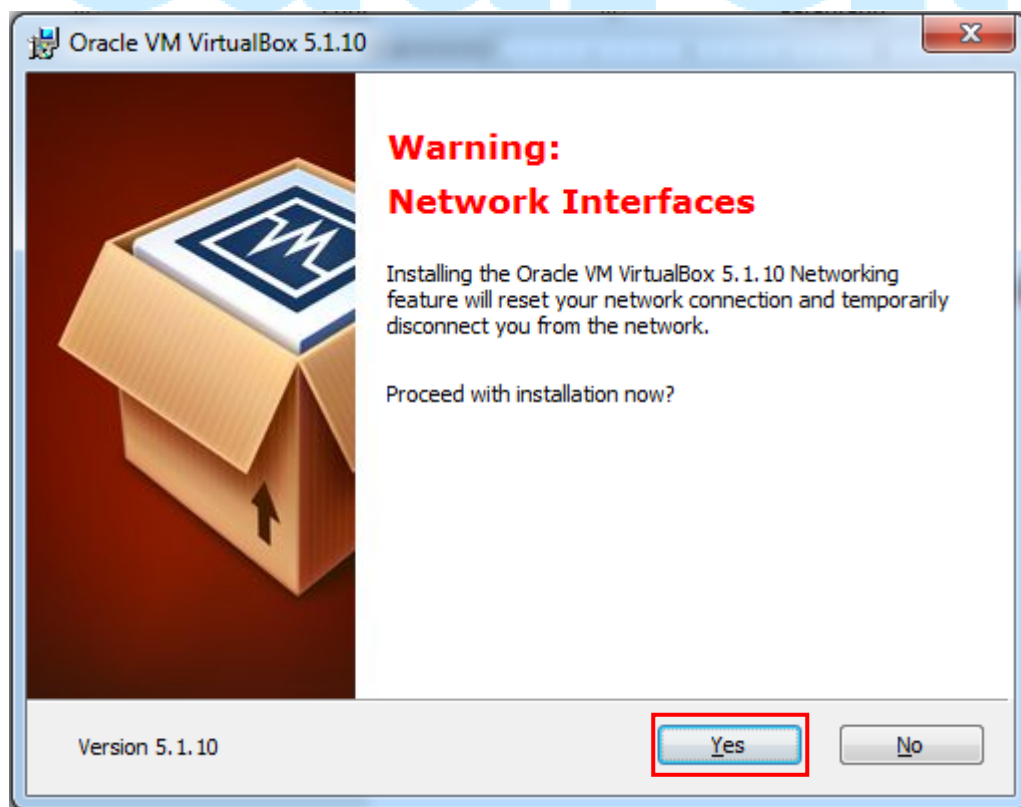 Oracle VM VirtualBox 5.1.10
Warning:
Network Interfaces
Installing the Oracle VM VirtualBox 5.1.10 Networking
feature will reset your network connection and temporarily
disconnect you from the network.
Proceed with installation now?
Version 5.1.10
Yes
No